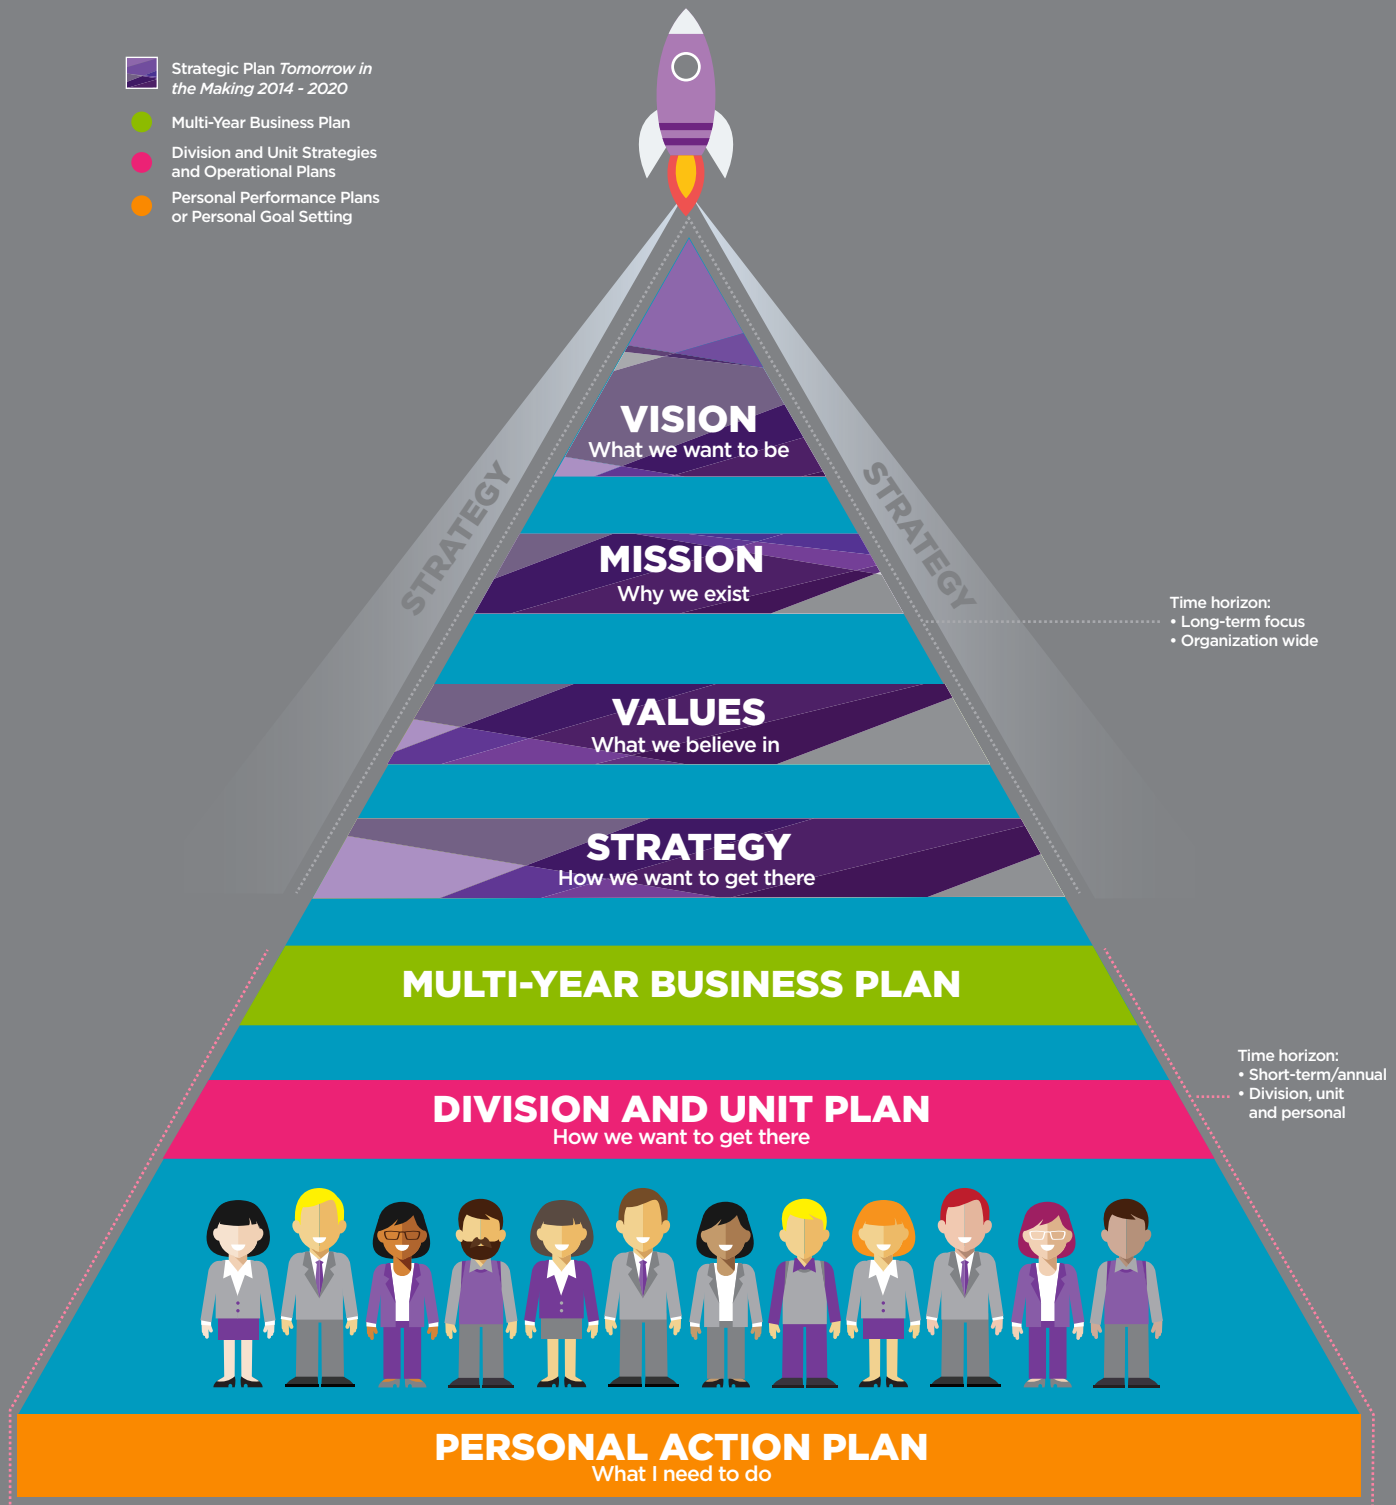 Strategic Plan Tomorrow in
the Making 2014 - 2020
Multi-Year Business Plan
Division and Unit Strategies
and Operational Plans
Personal Performance Plans
or Personal Goal Setting
VISION
What we want to be
STRATEGY
STRATEGY
MISSION
Why we exist
Time horizon:
• Long-term focus
• Organization wide
VALUES
What we believe in
STRATEGY
How we want to get there
MULTI-YEAR BUSINESS PLAN
Time horizon:
• Short-term/annual
• Division, unit
and personal
DIVISION AND UNIT PLAN
How we want to get there
PERSONAL ACTION PLAN
What I need to do